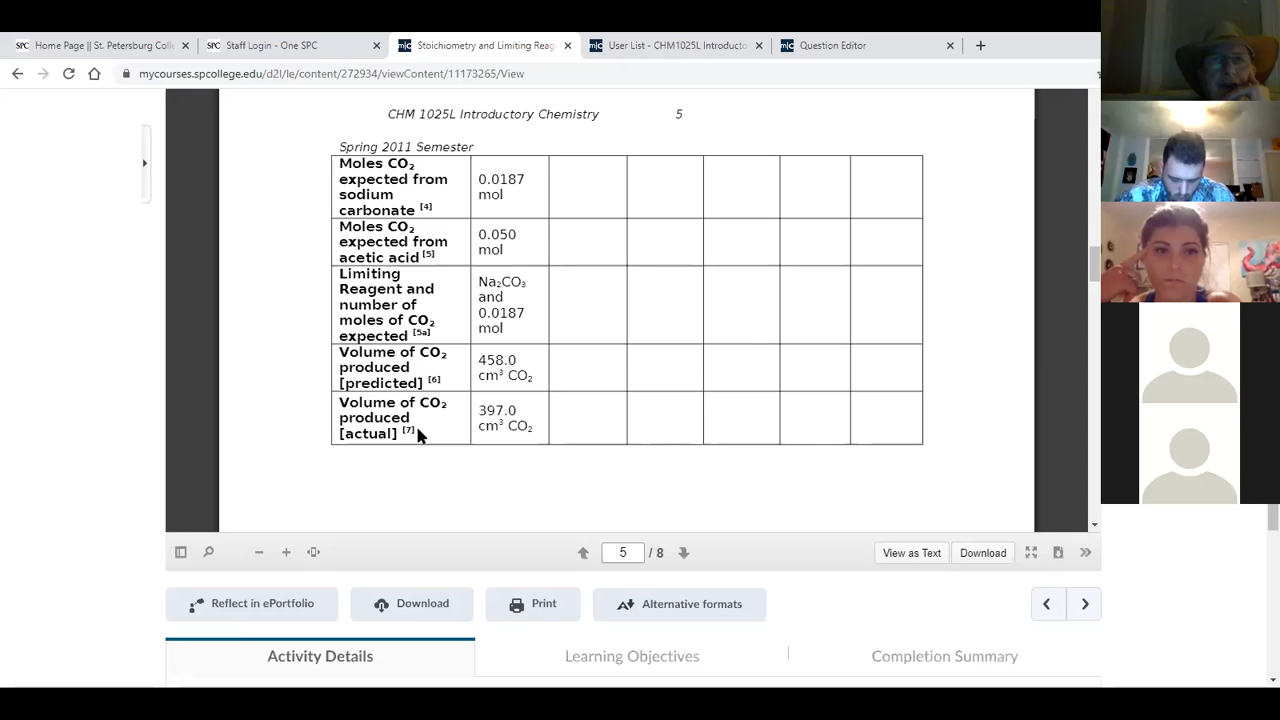 Home Page || St. Petersburg Coll
Staff Login - One SPC
Stoichiometry and Limiting Reag
User List - CHM1025L Introducto
Question Editor
mycourses.spcollege.edu/d2l/le/content/272934/viewContent/11173265/View
CHM 1025L Introductory Chemistry 5
Spring 2011 Semester
Moles CO₂
expected from
sodium
carbonate [4]
0.0187
mol
Moles CO₂
expected from
acetic acid [5]
0.050
mol
Limiting
Reagent and
number of
moles of CO₂
expected [5a]
Na₂CO₃
and
0.0187
mol
Volume of CO₂
produced
[predicted] [6]
458.0
cm³ CO₂
Volume of CO₂
produced
[actual] [7]
397.0
cm³ CO₂
5 / 8
View as Text
Download
Reflect in ePortfolio
Download
Print
Alternative formats
Activity Details
Learning Objectives
Completion Summary